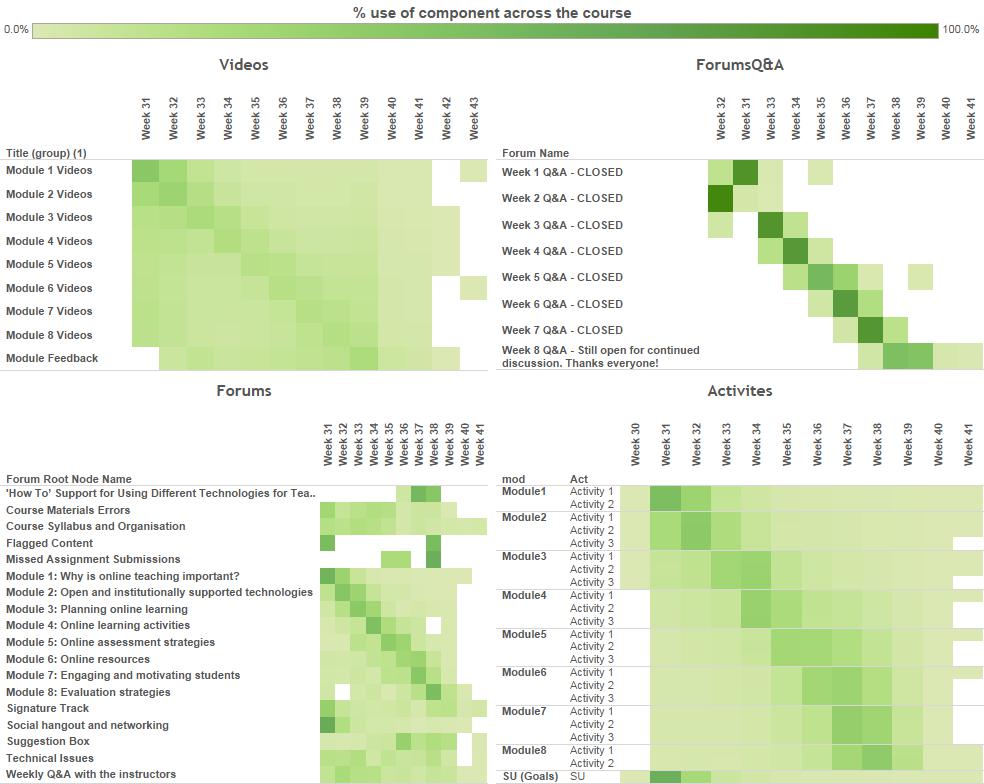 % use of component across the course
0.0% 100.0%
Videos
Week 31 Week 32 Week 33 Week 34 Week 35 Week 36 Week 37 Week 38 Week 39 Week 40 Week 42 Week 43
Title (group) (1)
Module 1 Videos
Module 2 Videos
Module 3 Videos
Module 4 Videos
Module 5 Videos
Module 6 Videos
Module 7 Videos
Module 8 Videos
Module Feedback
ForumsQ&A
Week 32 Week 31 Week 33 Week 34 Week 35 Week 36 Week 37 Week 38 Week 39 Week 40 Week 41
Forum Name
Week 1 Q&A - CLOSED
Week 2 Q&A - CLOSED
Week 3 Q&A - CLOSED
Week 4 Q&A - CLOSED
Week 5 Q&A - CLOSED
Week 6 Q&A - CLOSED
Week 7 Q&A - CLOSED
Week 8 Q&A - Still open for continued
discussion. Thanks everyone!
Forums
Week 31 Week 32 Week 33 Week 34 Week 35 Week 36 Week 37 Week 38 Week 39 Week 40 Week 41
Forum Root Node Name
'How To' Support for Using Different Technologies for Tea..
Course Materials Errors
Course Syllabus and Organisation
Flagged Content
Missed Assignment Submissions
Module 1: Why is online teaching important?
Module 2: Open and institutionally supported technologies
Module 3: Planning online learning
Module 4: Online learning activities
Module 5: Online assessment strategies
Module 6: Online resources
Module 7: Engaging and motivating students
Module 8: Evaluation strategies
Signature Track
Social hangout and networking
Suggestion Box
Technical Issues
Weekly Q&A with the instructors
Activites
Week 30 Week 31 Week 32 Week 33 Week 34 Week 35 Week 36 Week 37 Week 38 Week 39 Week 40 Week 41
mod Act
Module1 Activity 1
Activity 2
Module2 Activity 1
Activity 2
Activity 3
Module3 Activity 1
Activity 2
Activity 3
Module4 Activity 1
Activity 2
Activity 3
Module5 Activity 1
Activity 2
Activity 3
Module6 Activity 1
Activity 2
Activity 3
Module7 Activity 1
Activity 2
Activity 3
Module8 Activity 1
Activity 2
SU (Goals) SU